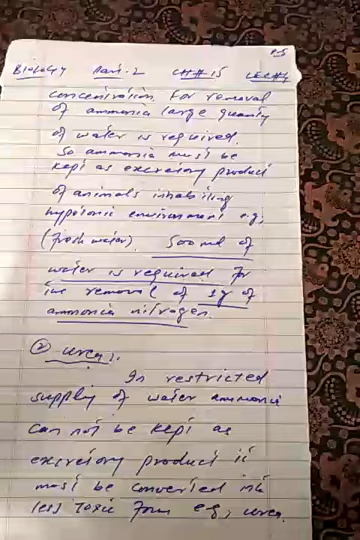 P-5
Biology Part-2 CH#15 LEC#4
concentration. For removal
of ammonia large quantity
of water is required.
So ammonia must be
kept as excretory product
of animals inhabiting
hypotonic environment e.g,
(fresh water). 500 ml of
water is required for
the removal of 1g of
ammonia nitrogen.
② Urea:
In restricted
supply of water ammonia
can not be kept as
excretory product it
must be converted into
less toxic form e.g, urea.